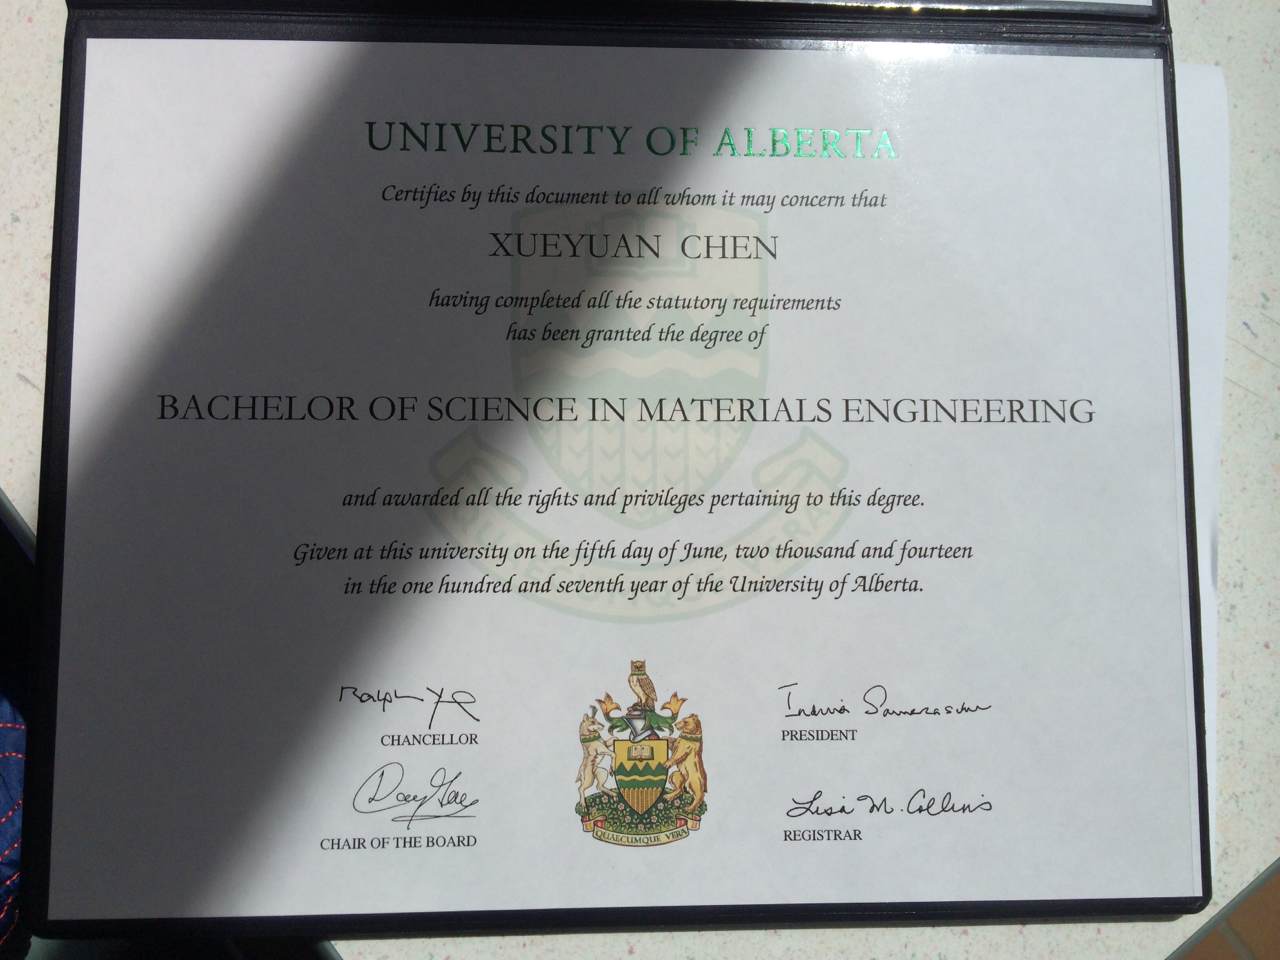 UNIVERSITY OF ALBERTA
Certifies by this document to all whom it may concern that
XUEYUAN CHEN
having completed all the statutory requirements
has been granted the degree of
BACHELOR OF SCIENCE IN MATERIALS ENGINEERING
and awarded all the rights and privileges pertaining to this degree.
Given at this university on the fifth day of June, two thousand and fourteen
in the one hundred and seventh year of the University of Alberta.
CHANCELLOR
CHAIR OF THE BOARD
QUAECUMQUE VERA
Indira Samarasekera
PRESIDENT
Lisa M. Collins
REGISTRAR